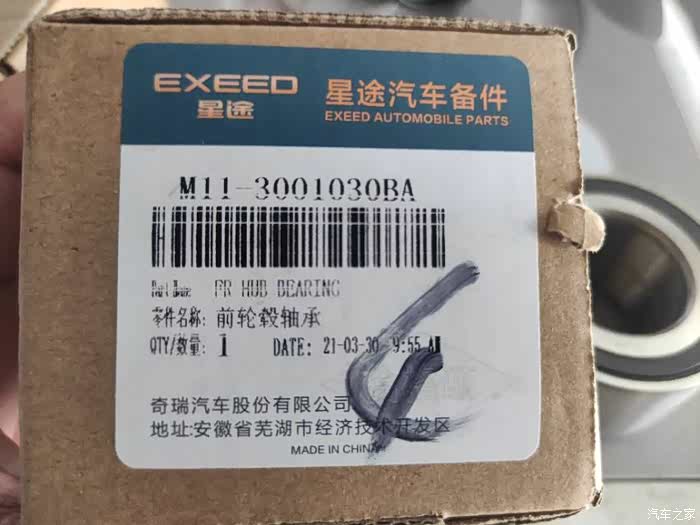 EXEED
星途
星途汽车备件
EXEED AUTOMOBILE PARTS
M11-3001030BA
Part Name: FR HUB BEARING
零件名称: 前轮毂轴承
QTY/数量: 1 DATE: 21-03-30 9:55 AM
奇瑞汽车股份有限公司
地址:安徽省芜湖市经济技术开发区
MADE IN CHINA
汽车之家